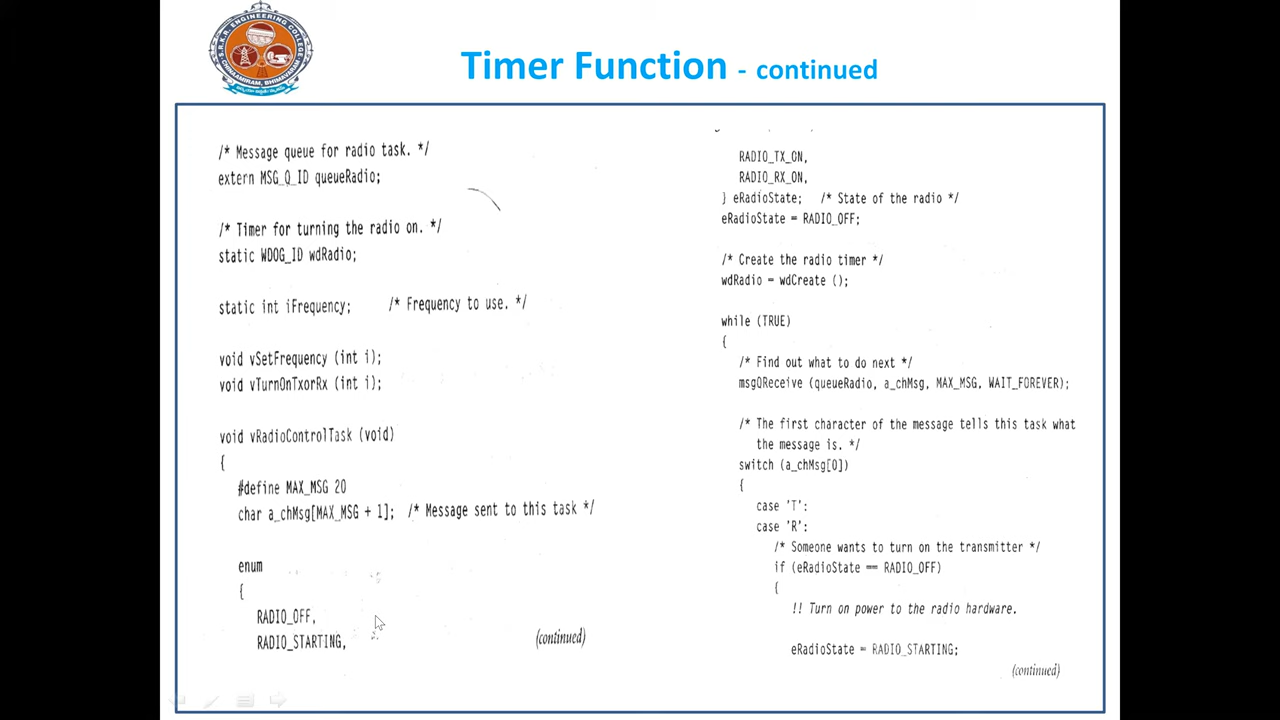 S.R.K.R. ENGINEERING COLLEGE
CHINAAMIRAM, BHIMAVARAM
Timer Function - continued
/* Message queue for radio task. */
extern MSG_Q_ID queueRadio;
/* Timer for turning the radio on. */
static WDOG_ID wdRadio;
static int iFrequency; /* Frequency to use. */
void vSetFrequency (int i);
void vTurnOnTxorRx (int i);
void vRadioControlTask (void)
{
#define MAX_MSG 20
char a_chMsg[MAX_MSG + 1]; /* Message sent to this task */
enum
{
RADIO_OFF,
RADIO_STARTING,
(continued)
RADIO_TX_ON,
RADIO_RX_ON,
} eRadioState; /* State of the radio */
eRadioState = RADIO_OFF;
/* Create the radio timer */
wdRadio = wdCreate ();
while (TRUE)
{
/* Find out what to do next */
msgQReceive (queueRadio, a_chMsg, MAX_MSG, WAIT_FOREVER);
/* The first character of the message tells this task what
the message is. */
switch (a_chMsg[0])
{
case 'T':
case 'R':
/* Someone wants to turn on the transmitter */
if (eRadioState == RADIO_OFF)
{
!! Turn on power to the radio hardware.
eRadioState = RADIO_STARTING;
(continued)